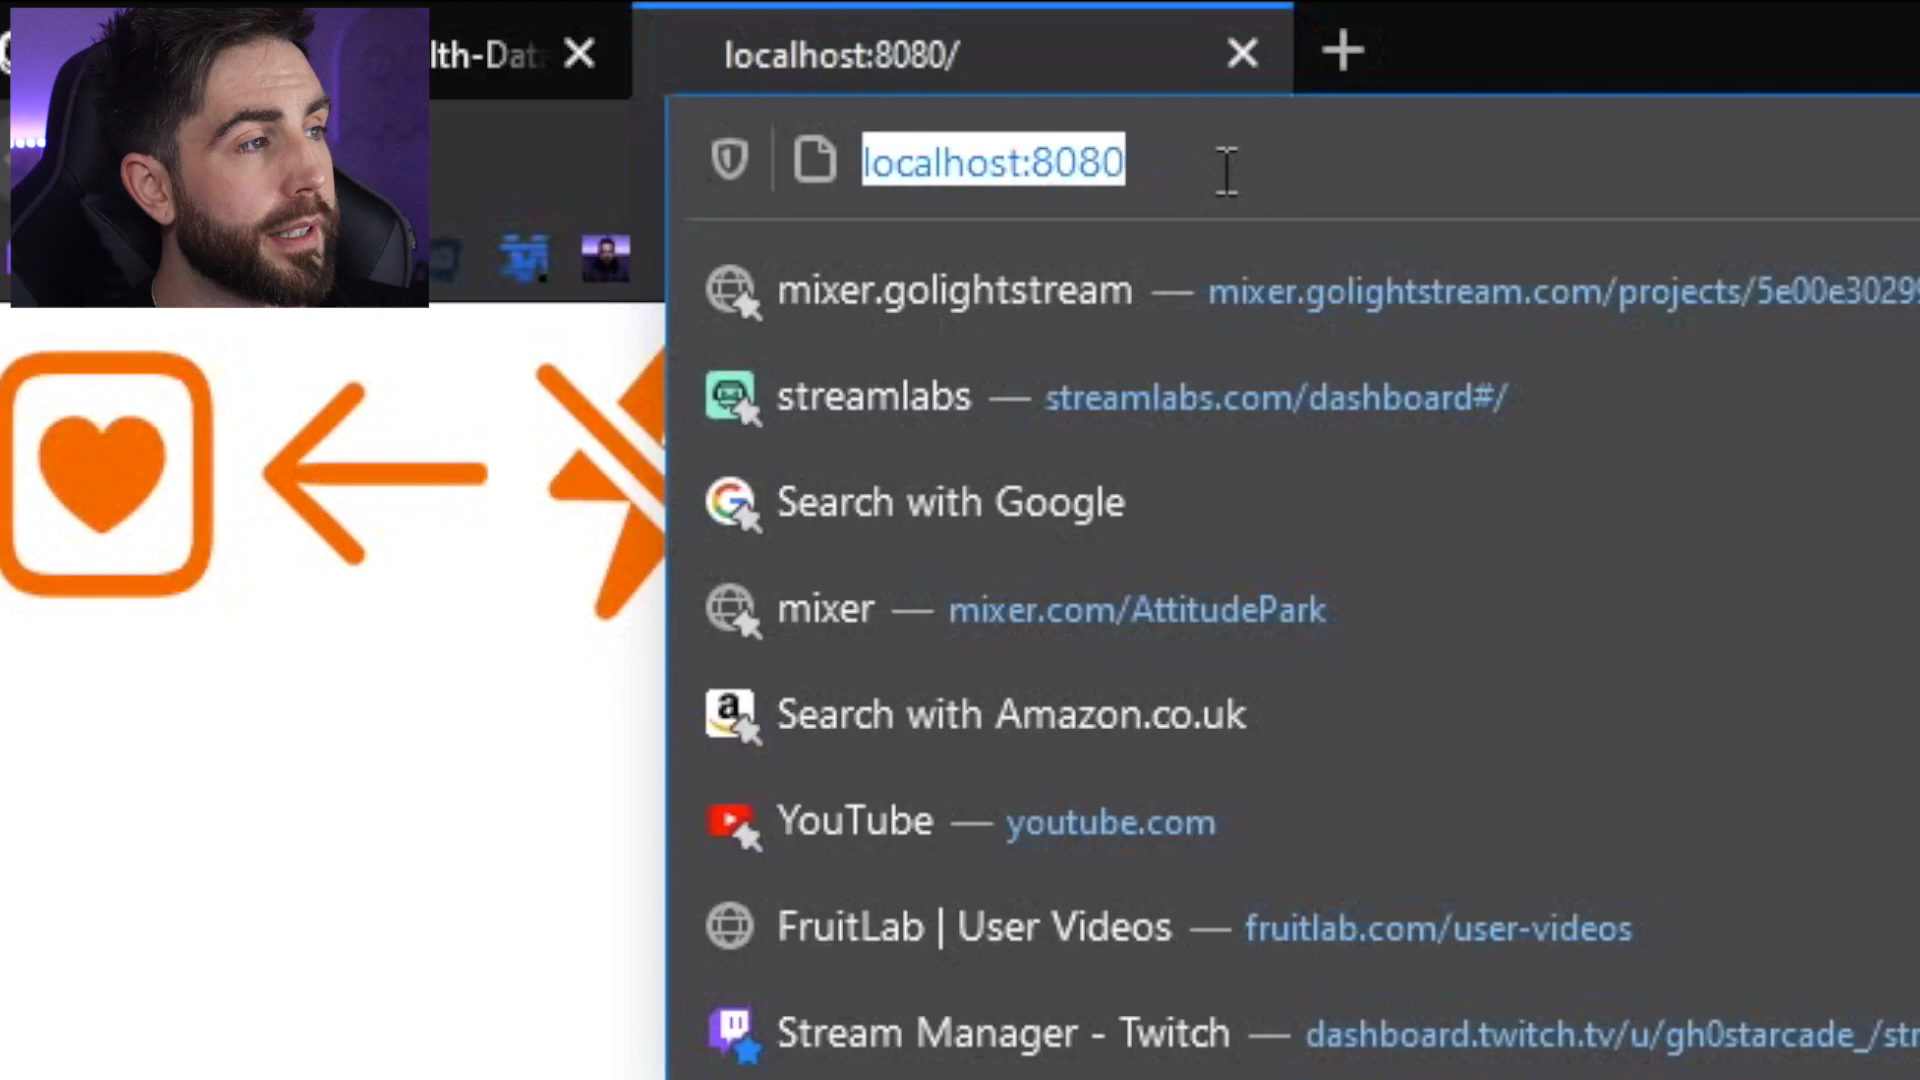 lth-Dat
localhost:8080/
localhost:8080
mixer.golightstream — mixer.golightstream.com/projects/5e00e30299
streamlabs — streamlabs.com/dashboard#/
Search with Google
mixer — mixer.com/AttitudePark
Search with Amazon.co.uk
YouTube — youtube.com
FruitLab | User Videos — fruitlab.com/user-videos
Stream Manager - Twitch — dashboard.twitch.tv/u/gh0starcade_/str